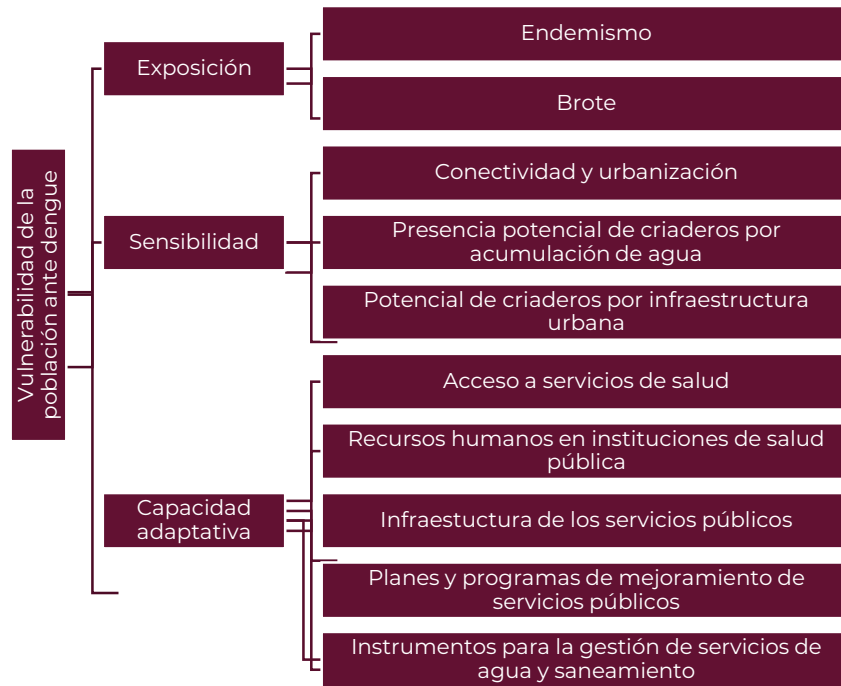 Vulnerabilidad de la
población ante dengue
Exposición
Endemismo
Brote
Sensibilidad
Conectividad y urbanización
Presencia potencial de criaderos por
acumulación de agua
Potencial de criaderos por infraestructura
urbana
Capacidad
adaptativa
Acceso a servicios de salud
Recursos humanos en instituciones de salud
pública
Infraestuctura de los servicios públicos
Planes y programas de mejoramiento de
servicios públicos
Instrumentos para la gestión de servicios de
agua y saneamiento